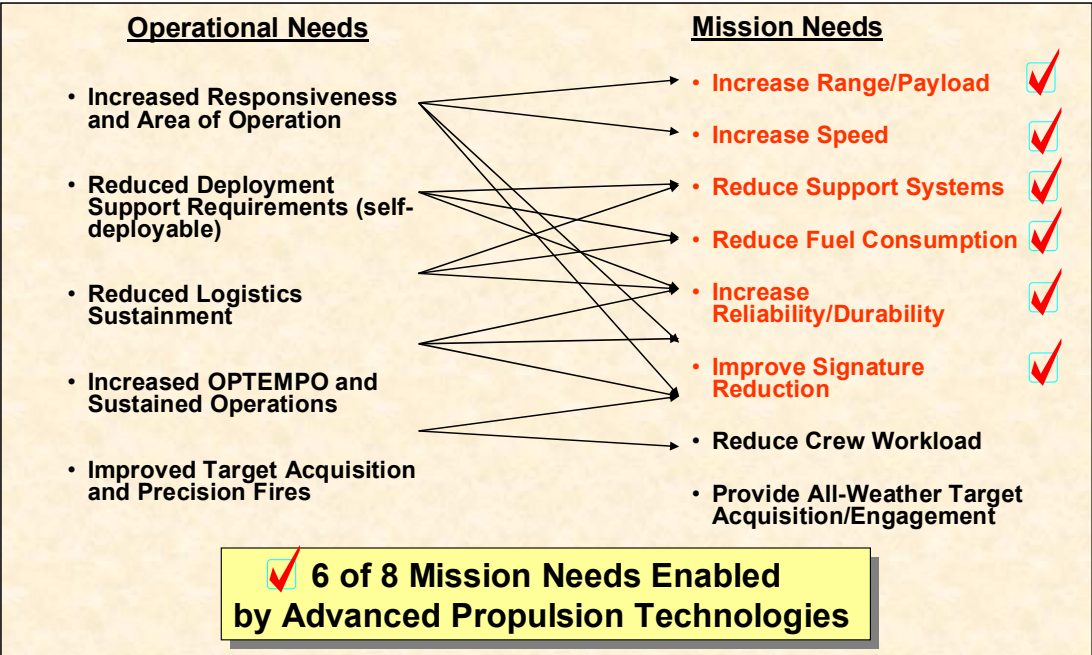 Operational Needs
• Increased Responsiveness
and Area of Operation
• Reduced Deployment
Support Requirements (self-
deployable)
• Reduced Logistics
Sustainment
• Increased OPTEMPO and
Sustained Operations
• Improved Target Acquisition
and Precision Fires
Mission Needs
• Increase Range/Payload
• Increase Speed
• Reduce Support Systems
• Reduce Fuel Consumption
• Increase
Reliability/Durability
• Improve Signature
Reduction
• Reduce Crew Workload
• Provide All-Weather Target
Acquisition/Engagement
6 of 8 Mission Needs Enabled
by Advanced Propulsion Technologies